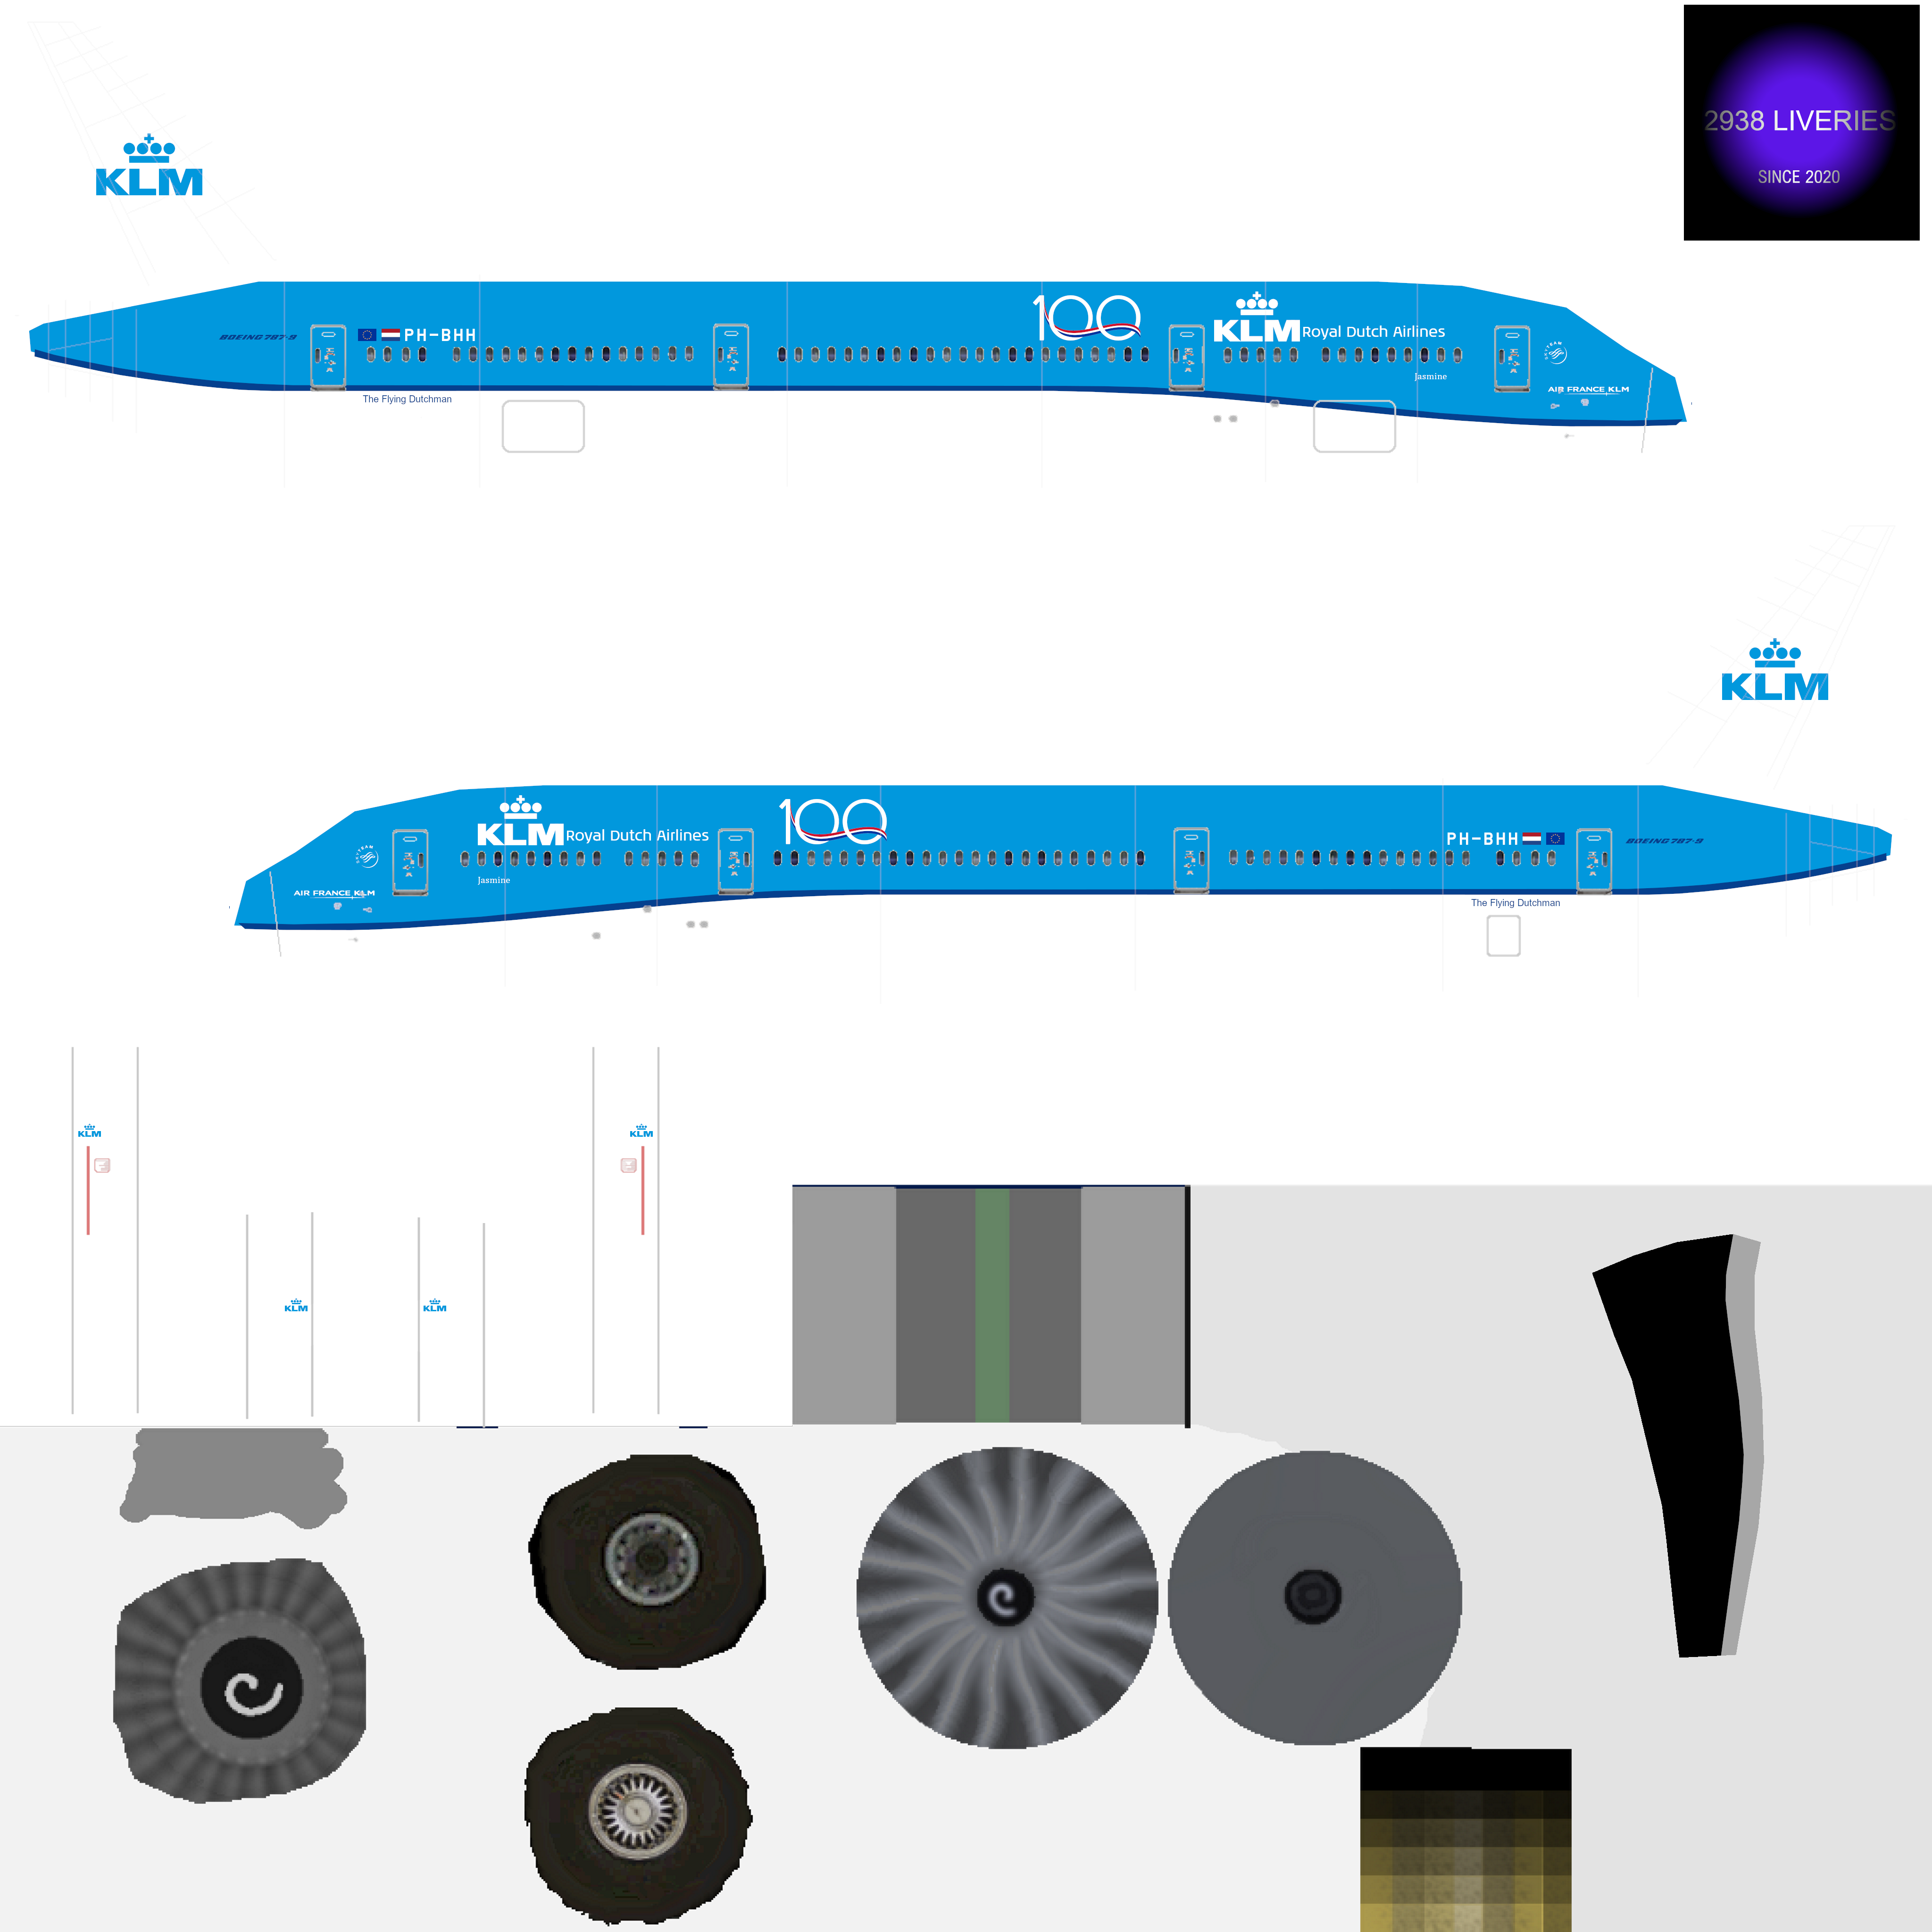 2938 LIVERIES
KLM
SINCE 2020
100
KLM Royal Dutch Airlines
BOEING 787-9
PH-BHH
Jasmine
AIR FRANCE KLM
The Flying Dutchman
KLM
100
KLM Royal Dutch Airlines
PH-BHH
BOEING 787-9
Jasmine
AIR FRANCE KLM
The Flying Dutchman
KLM
KLM
KLM
KLM